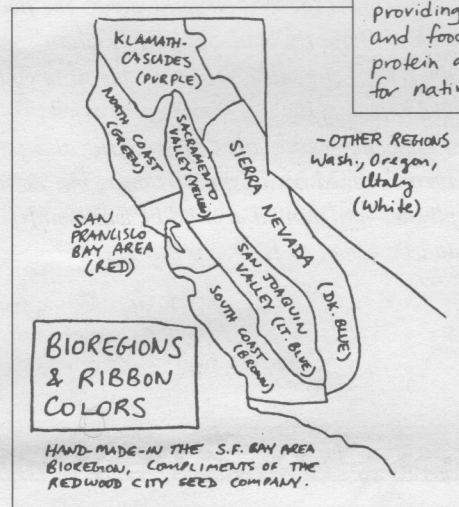 providing
and food
protein a
for nativ
KLAMATH-
CASCADES
(PURPLE)
NORTH COAST
(GREEN)
SACRAMENTO
VALLEY (YELLOW)
SIERRA NEVADA (DK. BLUE)
-OTHER REGIONS
Wash., Oregon,
Italy
(White)
SAN
FRANCISCO
BAY AREA
(RED)
SAN JOAQUIN
VALLEY (LT. BLUE)
SOUTH COAST
(BROWN)
BIOREGIONS
& RIBBON
COLORS
HAND-MADE-IN THE S.F. BAY AREA
BIOREGION, COMPLIMENTS OF THE
REDWOOD CITY SEED COMPANY.